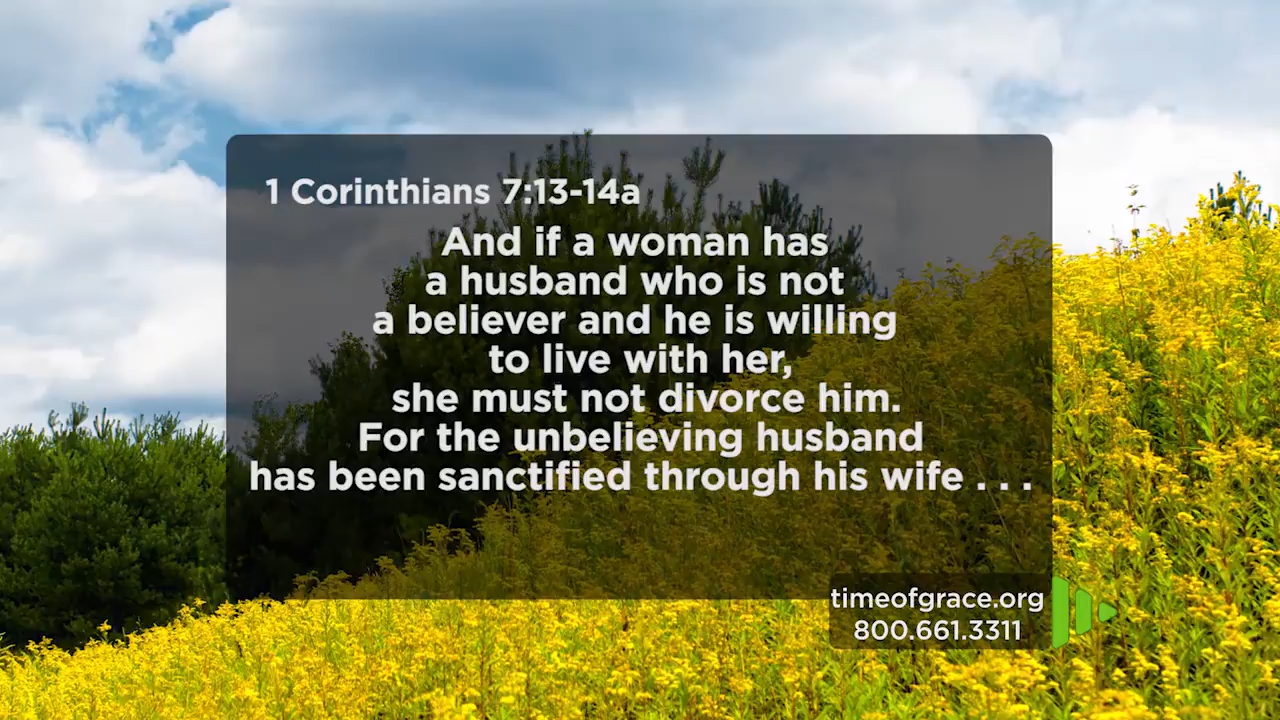 1 Corinthians 7:13-14a
And if a woman has
a husband who is not
a believer and he is willing
to live with her,
she must not divorce him.
For the unbelieving husband
has been sanctified through his wife . . .
timeofgrace.org
800.661.3311